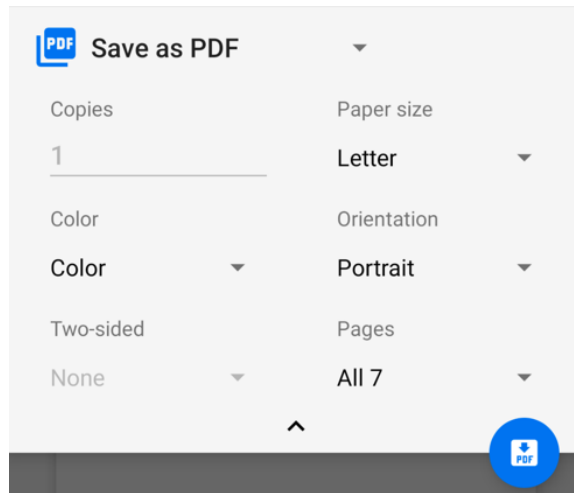 PDF Save as PDF
Copies
Paper size
1
Letter
Color
Orientation
Color
Portrait
Two-sided
Pages
None
All 7
PDF